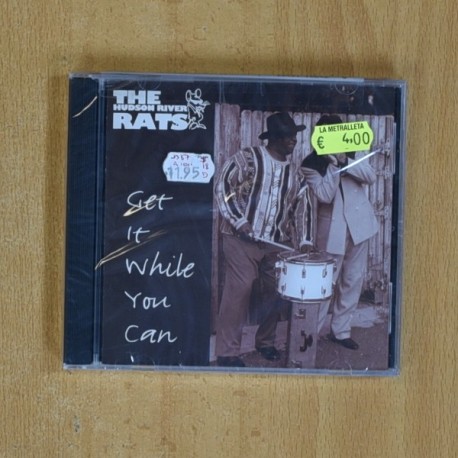 THE
HUDSON RIVER
RATS
LA METRALLETA
€ 4,00
11.95
Get
It
While
You
Can